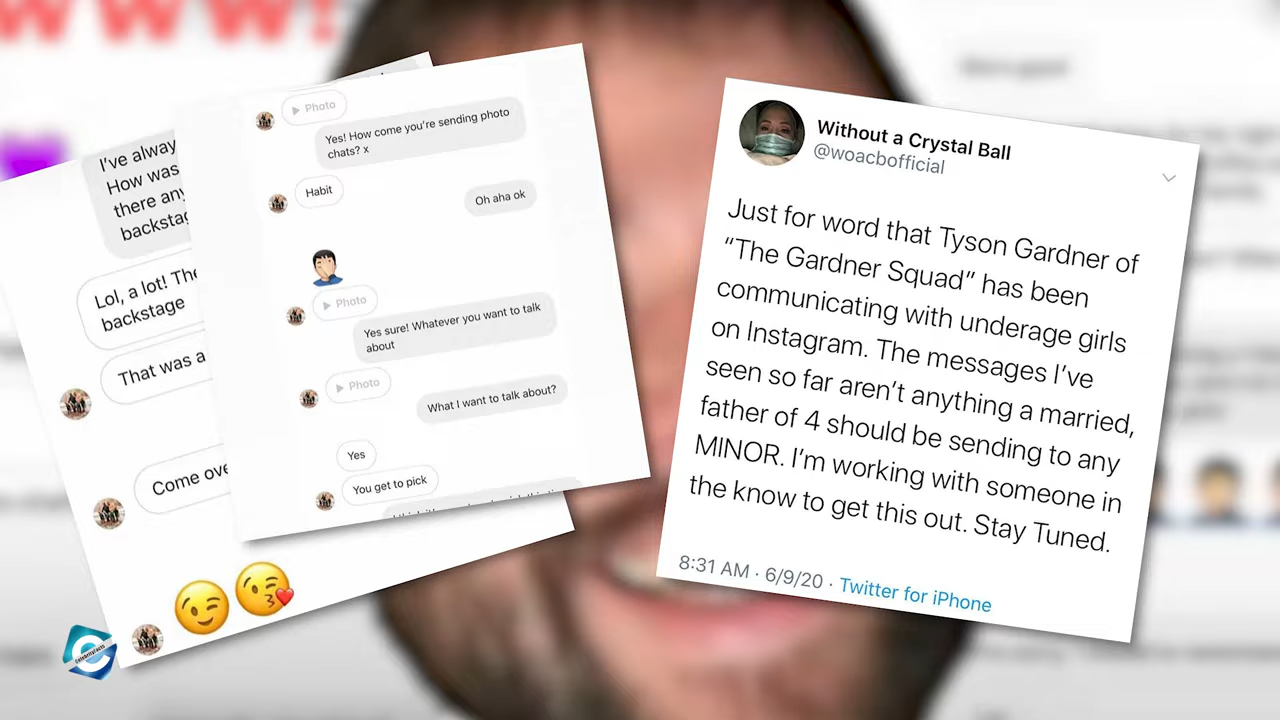 WWW!
I've alway
How was
there any
backstag
Lol, a lot! The
backstage
That was a
Come ove
Photo
Yes! How come you're sending photo
chats? x
Habit
Oh aha ok
Photo
Yes sure! Whatever you want to talk
about
Photo
What I want to talk about?
Yes
You get to pick
Without a Crystal Ball
@woacbofficial
Just for word that Tyson Gardner of
“The Gardner Squad” has been
communicating with underage girls
on Instagram. The messages I’ve
seen so far aren’t anything a married,
father of 4 should be sending to any
MINOR. I’m working with someone in
the know to get this out. Stay Tuned.
8:31 AM · 6/9/20 · Twitter for iPhone
CelebrityFacts